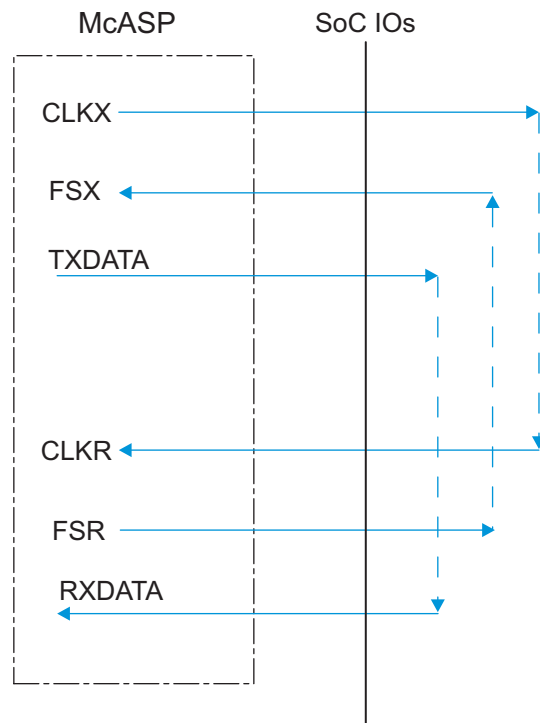 McASP
SoC IOs
CLKX
FSX
TXDATA
CLKR
FSR
RXDATA